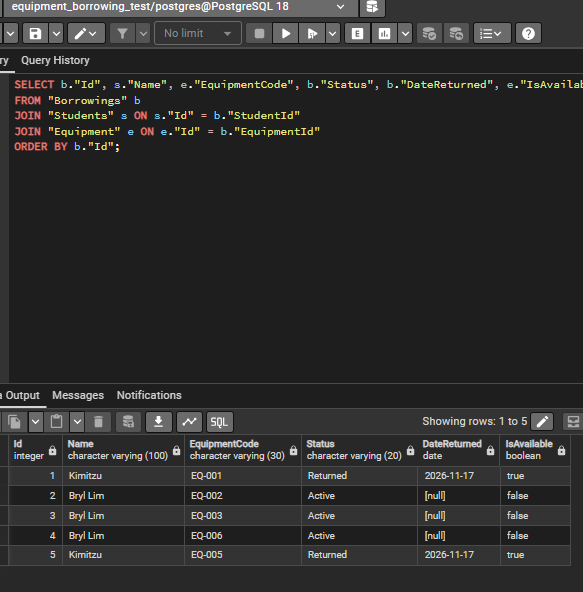 equipment_borrowing_test/postgres@PostgreSQL 18
No limit
Query History
SELECT b."Id", s."Name", e."EquipmentCode", b."Status", b."DateReturned", e."IsAvailab
FROM "Borrowings" b
JOIN "Students" s ON s."Id" = b."StudentId"
JOIN "Equipment" e ON e."Id" = b."EquipmentId"
ORDER BY b."Id";
Output Messages Notifications
SQL Showing rows: 1 to 5
Id Name EquipmentCode Status DateReturned IsAvailable
integer character varying (100) character varying (30) character varying (20) date boolean
1 Kimitzu EQ-001 Returned 2026-11-17 true
2 Bryl Lim EQ-002 Active [null] false
3 Bryl Lim EQ-003 Active [null] false
4 Bryl Lim EQ-006 Active [null] false
5 Kimitzu EQ-005 Returned 2026-11-17 true